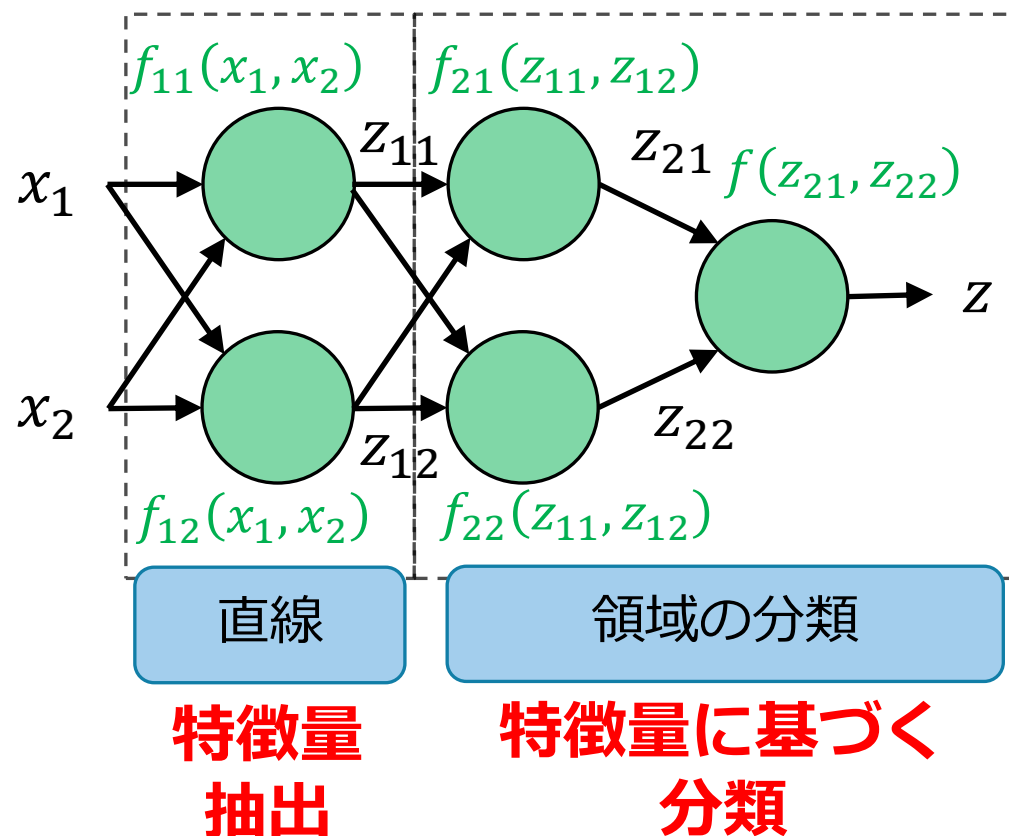 f₁₁(x₁, x₂)
f₂₁(z₁₁, z₁₂)
z₁₁
z₂₁
f(z₂₁, z₂₂)
x₁
z
x₂
z₁₂
z₂₂
f₁₂(x₁, x₂)
f₂₂(z₁₁, z₁₂)
直線
領域の分類
特徴量
抽出
特徴量に基づく
分類